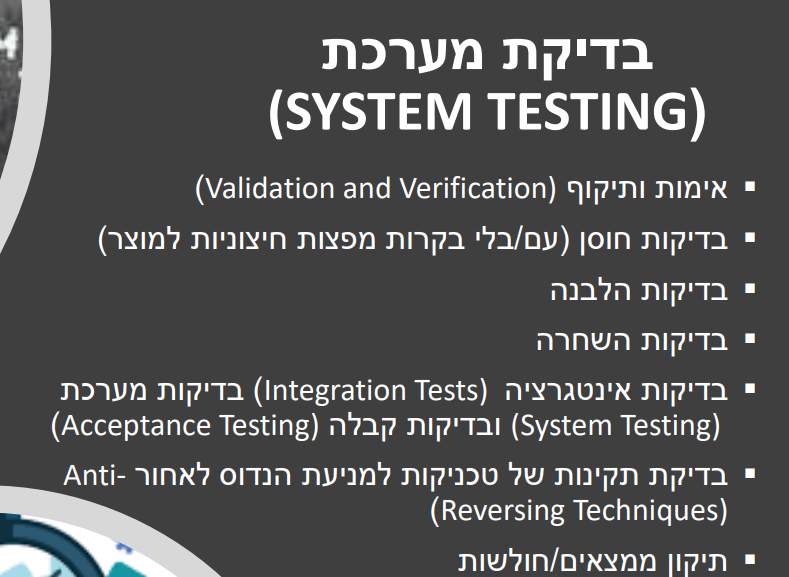 בדיקת מערכת
(SYSTEM TESTING)
▪ אימות ותיקוף (Validation and Verification)
▪ בדיקות חוסן (עם/בלי בקרות מפצות חיצוניות למוצר)
▪ בדיקות הלבנה
▪ בדיקות השחרה
▪ בדיקות אינטגרציה (Integration Tests) בדיקות מערכת
(System Testing) ובדיקות קבלה (Acceptance Testing)
▪ בדיקת תקינות של טכניקות למניעת הנדוס לאחור Anti-
(Reversing Techniques)
▪ תיקון ממצאים/חולשות